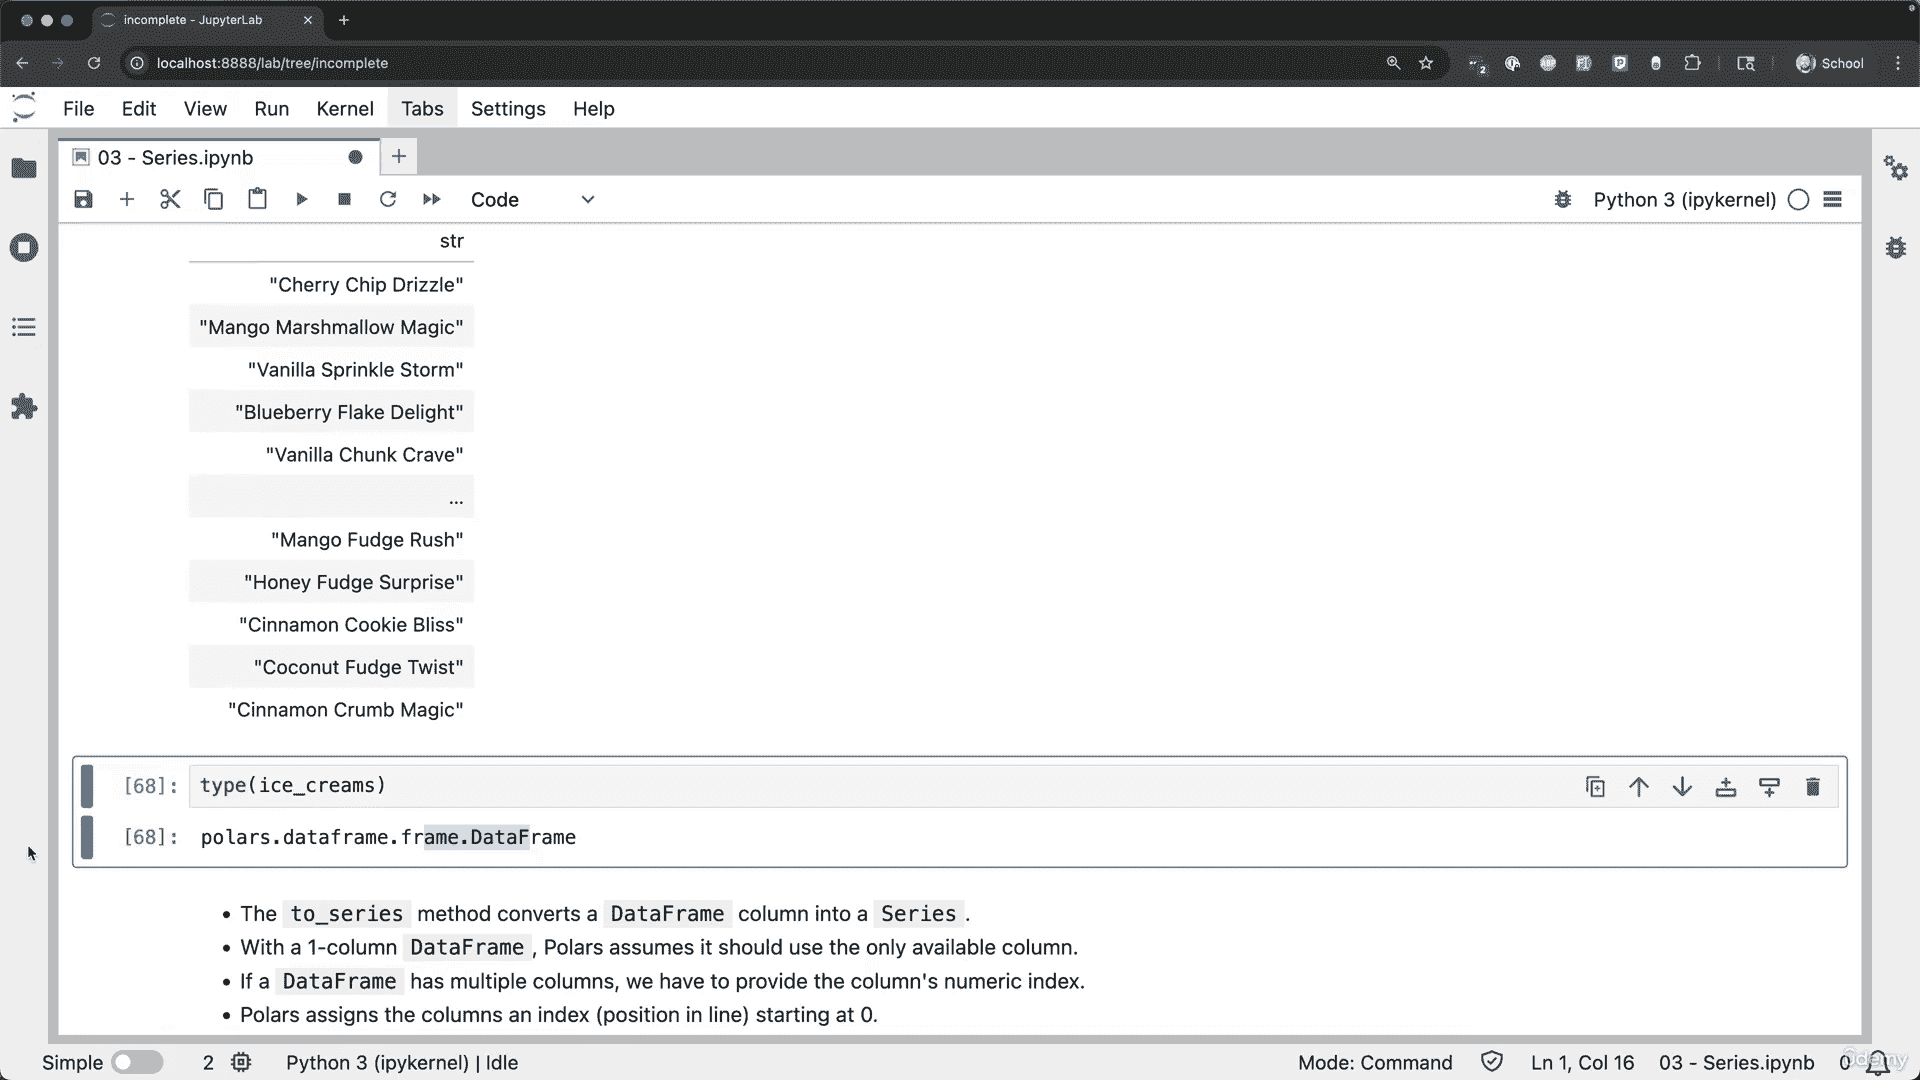 incomplete - JupyterLab
localhost:8888/lab/tree/incomplete
2
School
File Edit View Run Kernel Tabs Settings Help
03 - Series.ipynb
Code
Python 3 (ipykernel)
str
"Cherry Chip Drizzle"
"Mango Marshmallow Magic"
"Vanilla Sprinkle Storm"
"Blueberry Flake Delight"
"Vanilla Chunk Crave"
...
"Mango Fudge Rush"
"Honey Fudge Surprise"
"Cinnamon Cookie Bliss"
"Coconut Fudge Twist"
"Cinnamon Crumb Magic"
[68]: type(ice_creams)
[68]: polars.dataframe.frame.DataFrame
• The to_series method converts a DataFrame column into a Series.
• With a 1-column DataFrame, Polars assumes it should use the only available column.
• If a DataFrame has multiple columns, we have to provide the column's numeric index.
• Polars assigns the columns an index (position in line) starting at 0.
Simple 2 Python 3 (ipykernel) | Idle Mode: Command Ln 1, Col 16 03 - Series.ipynb 0
Udemy